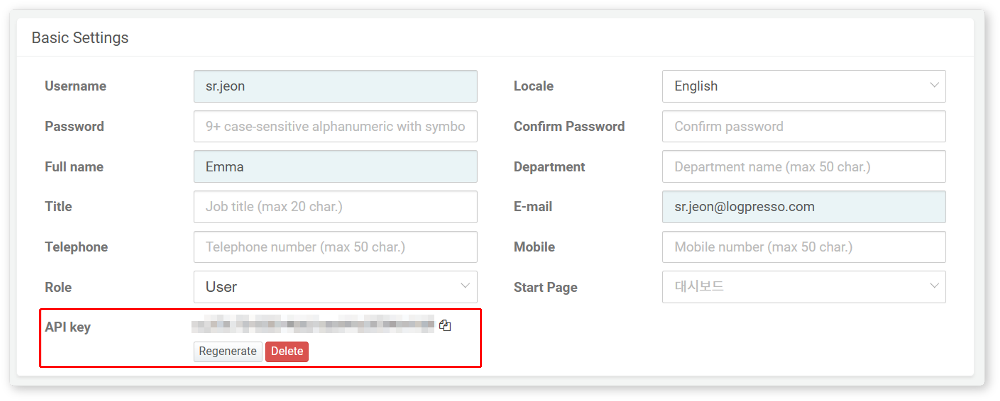 Basic Settings
Username sr.jeon Locale English
Password 9+ case-sensitive alphanumeric with symbo Confirm Password Confirm password
Full name Emma Department Department name (max 50 char.)
Title Job title (max 20 char.) E-mail sr.jeon@logpresso.com
Telephone Telephone number (max 50 char.) Mobile Mobile number (max 50 char.)
Role User Start Page 대시보드
API key
Regenerate Delete